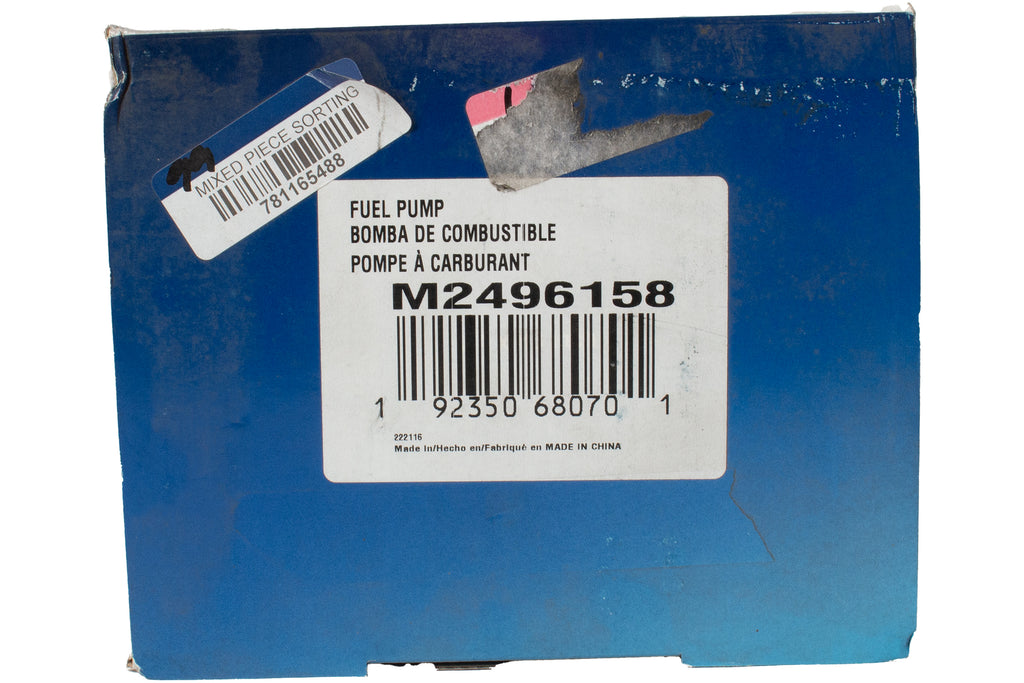 MIXED PIECE SORTING
781165488
FUEL PUMP
BOMBA DE COMBUSTIBLE
POMPE À CARBURANT
M2496158
1 92350 68070 1
222116
Made in/Hecho en/Fabriqué en MADE IN CHINA